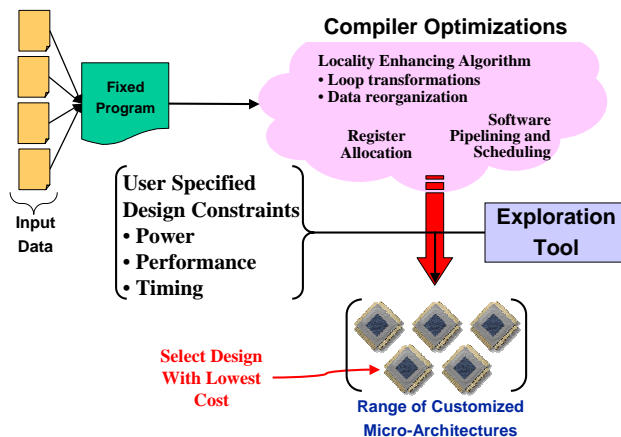 Compiler Optimizations
Locality Enhancing Algorithm
• Loop transformations
• Data reorganization
Register
Allocation
Software
Pipelining and
Scheduling
Fixed
Program
Input
Data
User Specified
Design Constraints
• Power
• Performance
• Timing
Exploration
Tool
Select Design
With Lowest
Cost
Range of Customized
Micro-Architectures